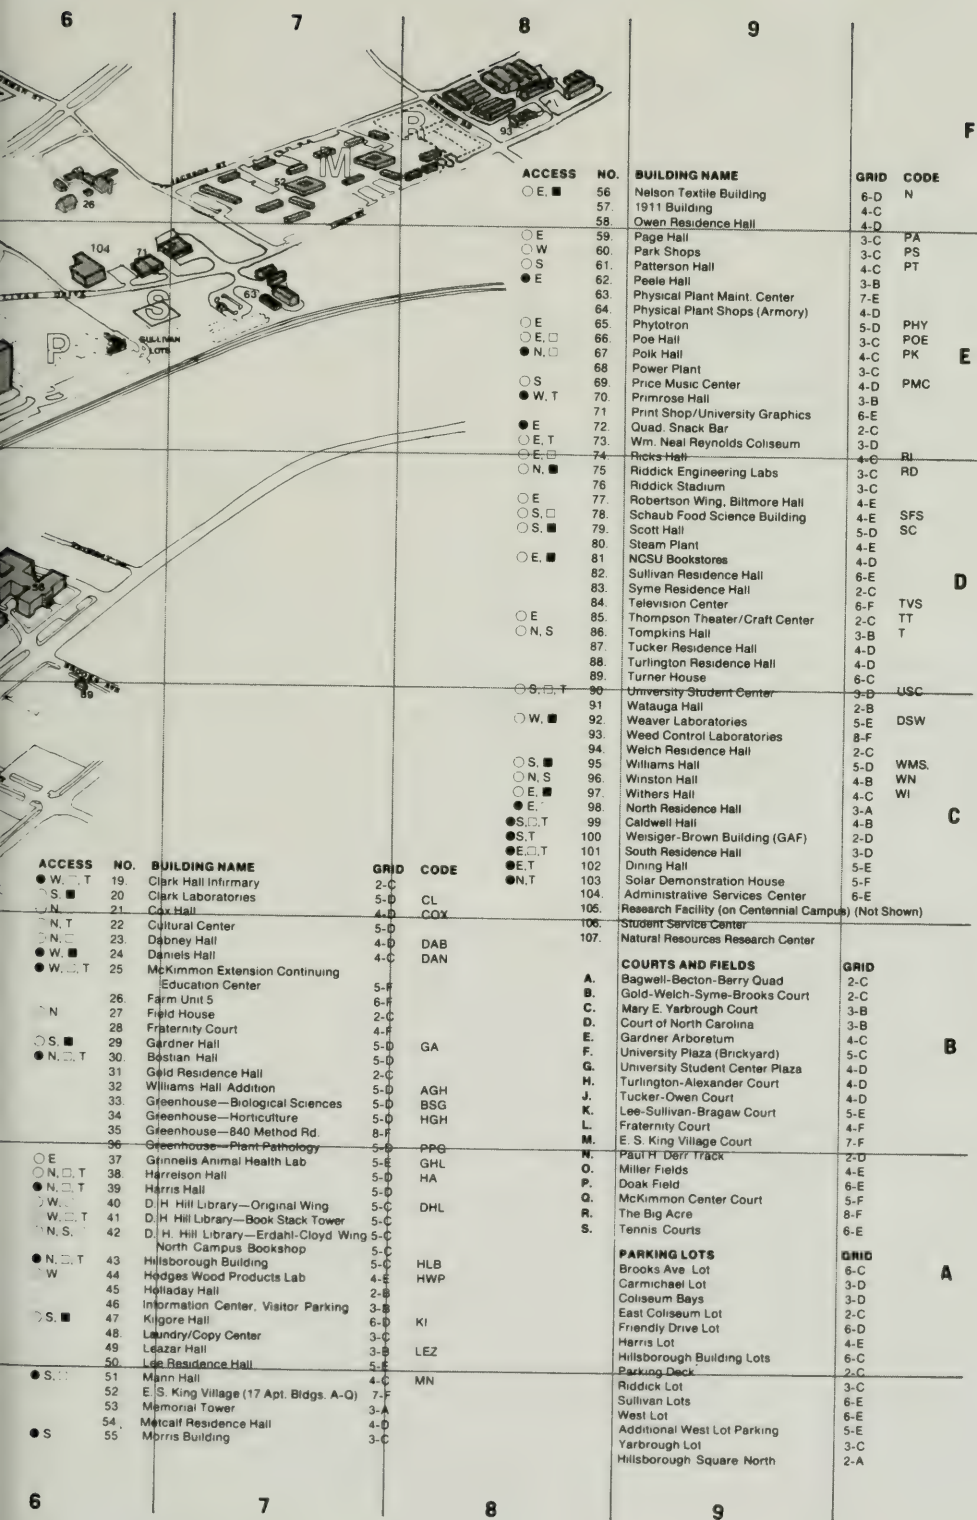 6 7 8 9
F
R
93
M
52
26
ACCESS NO. BUILDING NAME GRID CODE
○ E, ■ 56 Nelson Textile Building 6-D N
57. 1911 Building 4-C
58. Owen Residence Hall 4-D
○ E 59. Page Hall 3-C PA
○ W 60. Park Shops 3-C PS
○ S 61. Patterson Hall 4-C PT
● E 62. Peele Hall 3-B
63. Physical Plant Maint. Center 7-E
64. Physical Plant Shops (Armory) 4-D
○ E 65. Phytotron 5-D PHY
○ E, □ 66. Poe Hall 3-C POE
● N, □ 67 Polk Hall 4-C PK
68 Power Plant 3-C
○ S 69. Price Music Center 4-D PMC
● W, T 70. Primrose Hall 3-B
71 Print Shop/University Graphics 6-E
● E 72. Quad. Snack Bar 2-C
○ E, T 73. Wm. Neal Reynolds Coliseum 3-D
○ E, □ 74 Ricks Hall 4-C RI
○ N, ■ 75 Riddick Engineering Labs 3-C RD
76 Riddick Stadium 3-C
○ E 77. Robertson Wing, Biltmore Hall 4-E
○ S, □ 78. Schaub Food Science Building 4-E SFS
○ S, ■ 79. Scott Hall 5-D SC
80. Steam Plant 4-E
○ E, ■ 81 NCSU Bookstores 4-D
82. Sullivan Residence Hall 6-E
83. Syme Residence Hall 2-C
84. Television Center 6-F TVS
○ E 85. Thompson Theater/Craft Center 2-C TT
○ N, S 86. Tompkins Hall 3-B T
87. Tucker Residence Hall 4-D
88. Turlington Residence Hall 4-D
89. Turner House 6-C
○ S, □, T 90 University Student Center 3-D USC
91 Watauga Hall 2-B
○ W, ■ 92. Weaver Laboratories 5-E DSW
93. Weed Control Laboratories 8-F
94. Welch Residence Hall 2-C
○ S, ■ 95 Williams Hall 5-D WMS.
○ N, S 96. Winston Hall 4-B WN
○ E, ■ 97. Withers Hall 4-C WI
● E, 98. North Residence Hall 3-A
● S, □, T 99 Caldwell Hall 4-B
● S, T 100 Weisiger-Brown Building (GAF) 2-D
● E, □, T 101 South Residence Hall 3-D
● E, T 102 Dining Hall 5-E
● N, T 103 Solar Demonstration House 5-F
104. Administrative Services Center 6-E
105. Research Facility (on Centennial Campus) (Not Shown)
106. Student Service Center
107. Natural Resources Research Center
104
71
63
S
P
SULLIVAN
LOTS
E
D
58
89
C
ACCESS NO. BUILDING NAME GRID CODE
● W, □, T 19. Clark Hall Infirmary 2-C
○ S, ■ 20 Clark Laboratories 5-D CL
○ N, 21. Cox Hall 4-D COX
○ N, T 22 Cultural Center 5-D
○ N, □ 23. Dabney Hall 4-D DAB
● W, ■ 24 Daniels Hall 4-C DAN
● W, □, T 25 McKimmon Extension Continuing
Education Center 5-F
26. Farm Unit 5 6-F
○ N 27 Field House 2-C
28 Fraternity Court 4-F
○ S, ■ 29 Gardner Hall 5-D GA
● N, □, T 30. Bostian Hall 5-D
31 Gold Residence Hall 2-C
32 Williams Hall Addition 5-D AGH
33. Greenhouse—Biological Sciences 5-D BSG
34 Greenhouse—Horticulture 5-D HGH
35 Greenhouse—840 Method Rd. 8-F
36 Greenhouse—Plant Pathology 5-D PPG
○ E 37 Grinnells Animal Health Lab 5-E GHL
○ N, □, T 38. Harrelson Hall 5-D HA
● N, □, T 39 Harris Hall 5-D
○ W, 40 D. H Hill Library—Original Wing 5-C DHL
W, □, T 41 D. H Hill Library—Book Stack Tower 5-C
○ N, S, 42 D. H. Hill Library—Erdahl-Cloyd Wing 5-C
North Campus Bookshop 5-C
● N, □, T 43 Hillsborough Building 5-C HLB
○ W 44 Hodges Wood Products Lab 4-E HWP
45 Holladay Hall 2-B
46 Information Center, Visitor Parking 3-B
○ S, ■ 47 Kilgore Hall 6-D KI
48. Laundry/Copy Center 3-C
49 Leazar Hall 3-B LEZ
50. Lee Residence Hall 5-E
● S, □ 51 Mann Hall 4-C MN
52 E. S. King Village (17 Apt. Bldgs. A-Q) 7-F
53 Memorial Tower 3-A
54. Metcalf Residence Hall 4-D
● S 55 Morris Building 3-C
COURTS AND FIELDS GRID
A. Bagwell-Becton-Berry Quad 2-C
B. Gold-Welch-Syme-Brooks Court 2-C
C. Mary E. Yarbrough Court 3-B
D. Court of North Carolina 3-B
E. Gardner Arboretum 4-C
F. University Plaza (Brickyard) 5-C
G. University Student Center Plaza 4-D
H. Turlington-Alexander Court 4-D
J. Tucker-Owen Court 4-D
K. Lee-Sullivan-Bragaw Court 5-E
L. Fraternity Court 4-F
M. E. S. King Village Court 7-F
N. Paul H Derr Track 2-D
O. Miller Fields 4-E
P. Doak Field 6-E
Q. McKimmon Center Court 5-F
R. The Big Acre 8-F
S. Tennis Courts 6-E
B
PARKING LOTS GRID
Brooks Ave Lot 6-C
Carmichael Lot 3-D
Coliseum Bays 3-D
East Coliseum Lot 2-C
Friendly Drive Lot 6-D
Harris Lot 4-E
Hillsborough Building Lots 6-C
Parking Deck 2-C
Riddick Lot 3-C
Sullivan Lots 6-E
West Lot 6-E
Additional West Lot Parking 5-E
Yarbrough Lot 3-C
Hillsborough Square North 2-A
A
6 7 8 9